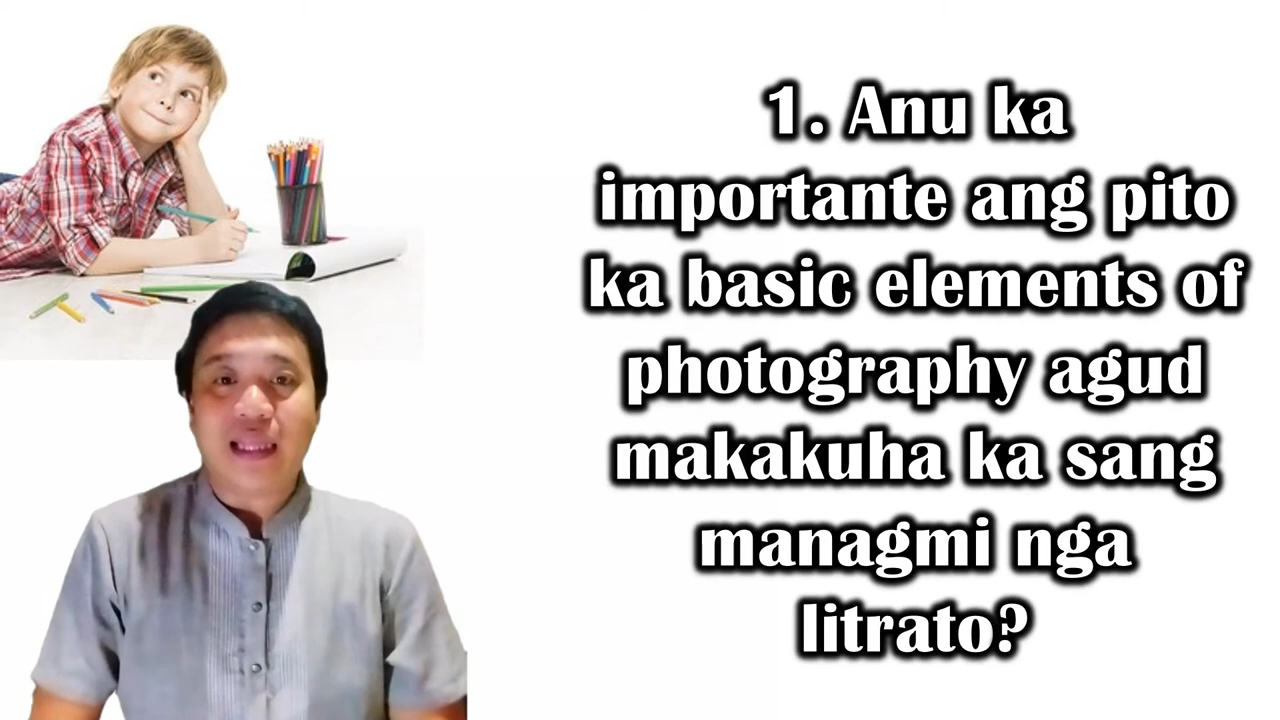 1. Anu ka
importante ang pito
ka basic elements of
photography agud
makakuha ka sang
managmi nga
litrato?